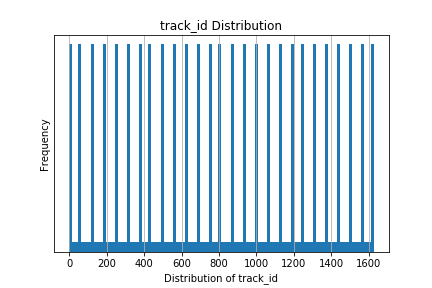 track_id Distribution
Frequency
0 200 400 600 800 1000 1200 1400 1600
Distribution of track_id